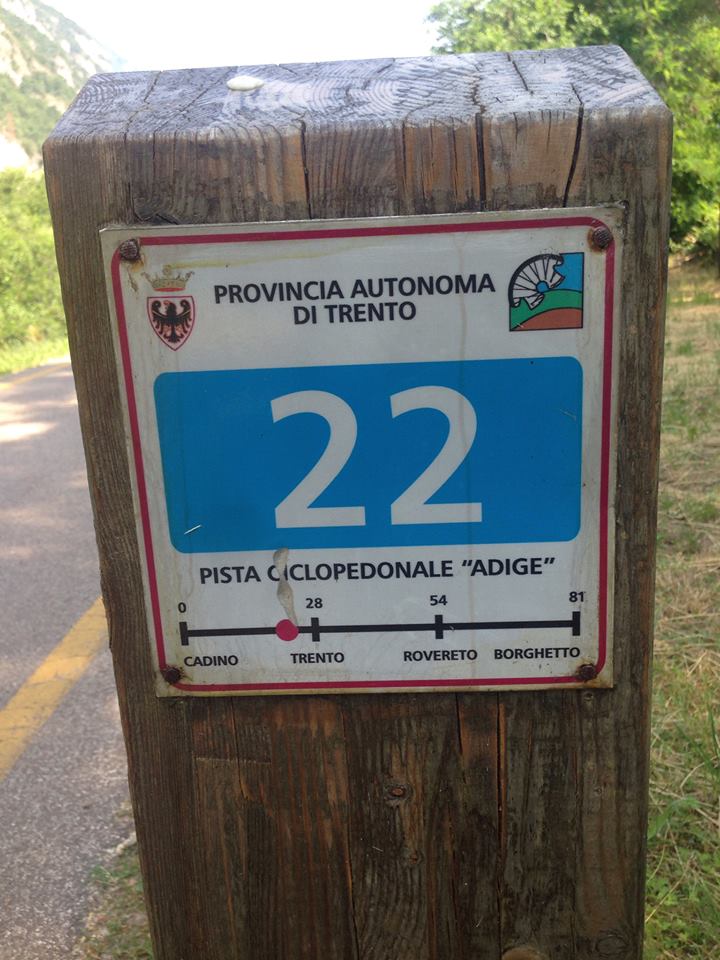 PROVINCIA AUTONOMA
DI TRENTO
22
PISTA CICLOPEDONALE “ADIGE”
0 28 54 81
CADINO TRENTO ROVERETO BORGHETTO